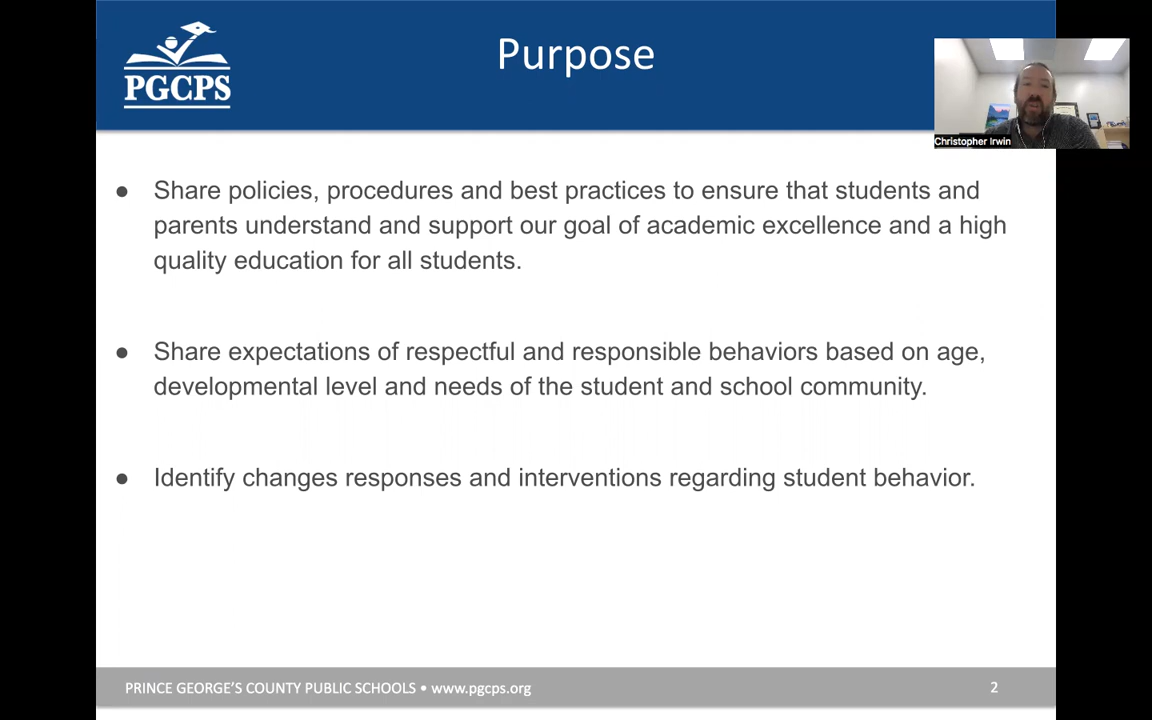 PGCPS
Purpose
Christopher Irwin
● Share policies, procedures and best practices to ensure that students and
parents understand and support our goal of academic excellence and a high
quality education for all students.
● Share expectations of respectful and responsible behaviors based on age,
developmental level and needs of the student and school community.
● Identify changes responses and interventions regarding student behavior.
PRINCE GEORGE'S COUNTY PUBLIC SCHOOLS • www.pgcps.org
2